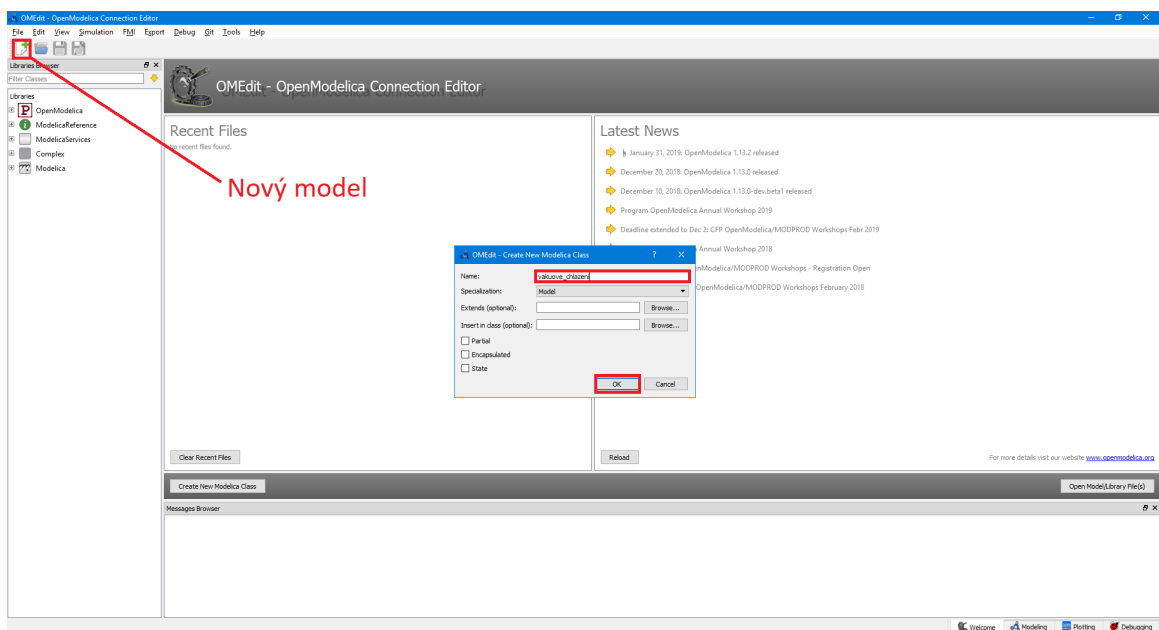 OMEdit - OpenModelica Connection Editor
File Edit View Simulation FMI Export Debug Git Tools Help
Libraries Browser
Filter Classes
Libraries
P OpenModelica
i ModelicaReference
ModelicaServices
Complex
Modelica
OMEdit - OpenModelica Connection Editor
Recent Files
No recent files found.
Nový model
Clear Recent Files
Latest News
January 31, 2019: OpenModelica 1.13.2 released
December 20, 2018: OpenModelica 1.13.0 released
December 10, 2018: OpenModelica 1.13.0-dev.beta1 released
Program OpenModelica Annual Workshop 2019
Deadline extended to Dec 2: CFP OpenModelica/MODPROD Workshops Febr 2019
Annual Workshop 2018
Modelica/MODPROD Workshops - Registration Open
OpenModelica/MODPROD Workshops February 2018
Reload
For more details visit our website www.openmodelica.org
OMEdit - Create New Modelica Class ?
Name: vakuove_chlazeni
Specialization: Model
Extends (optional): Browse...
Insert in class (optional): Browse...
Partial
Encapsulated
State
OK Cancel
Create New Modelica Class
Open Model/Library File(s)
Messages Browser
Welcome Modeling Plotting Debugging